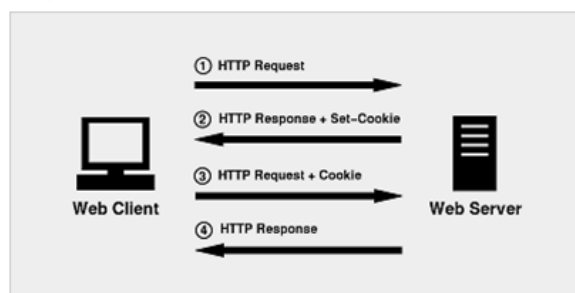 ① HTTP Request
② HTTP Response + Set-Cookie
③ HTTP Request + Cookie
Web Client
Web Server
④ HTTP Response